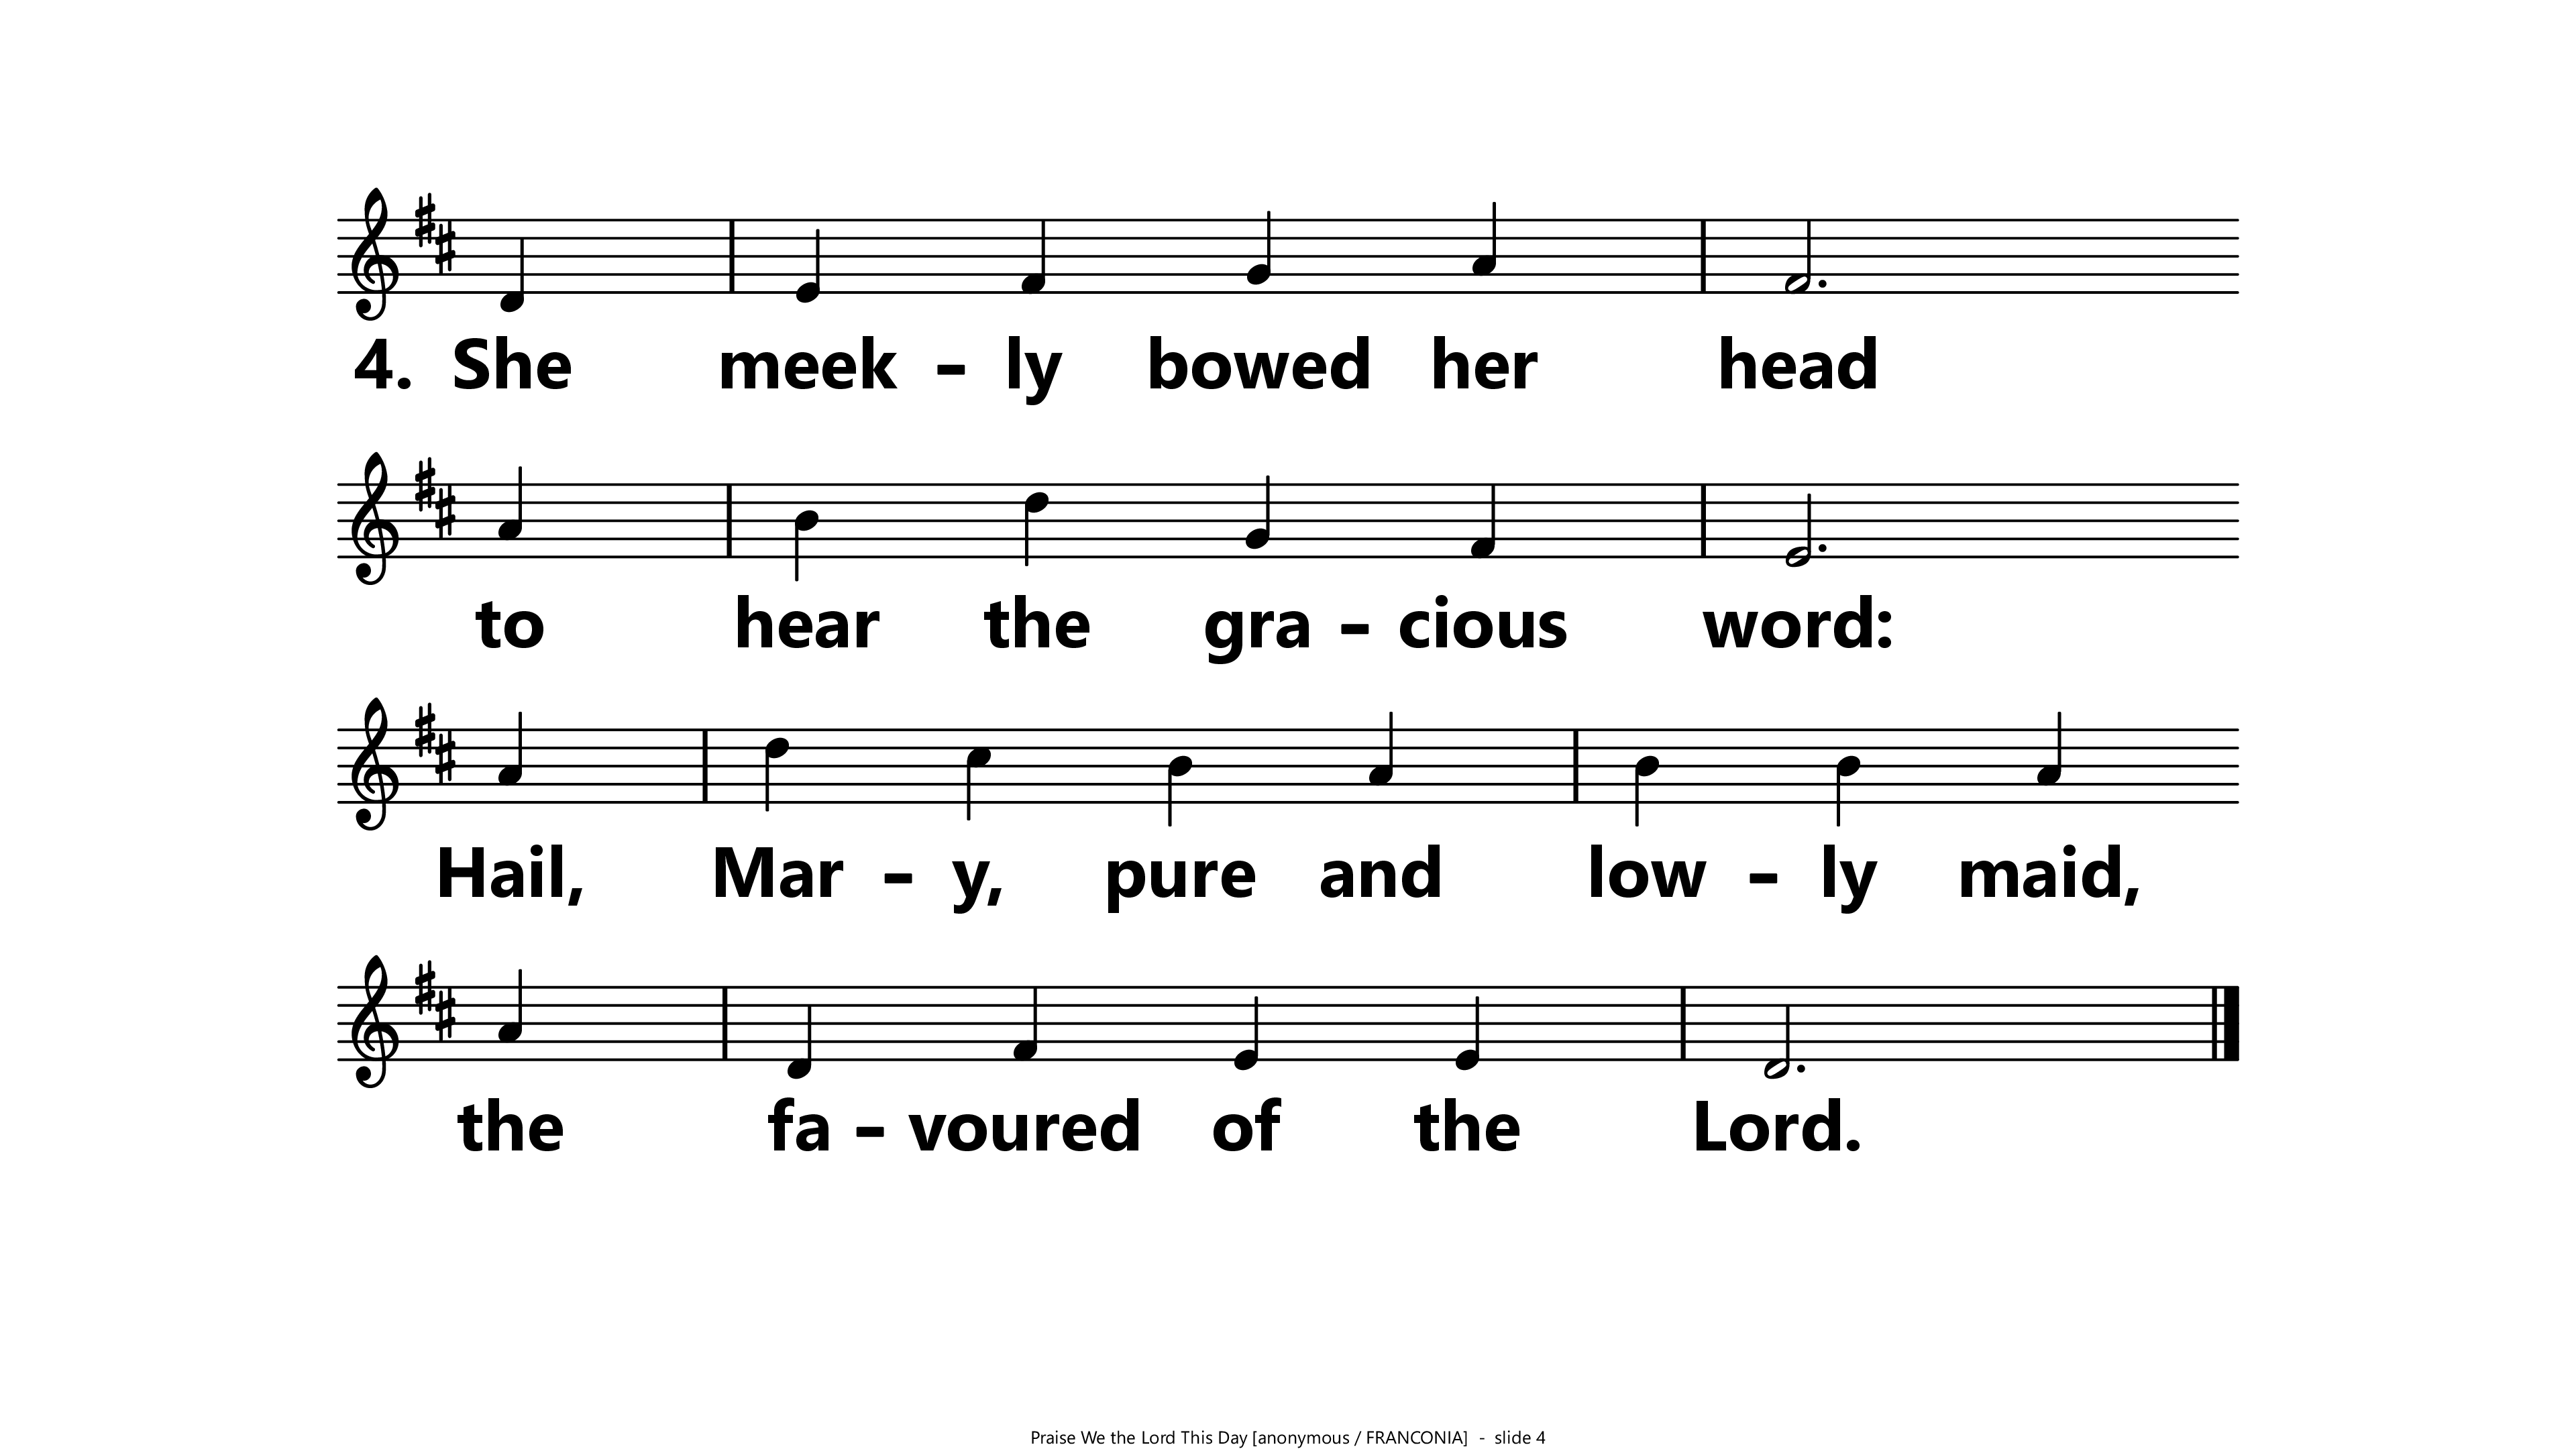 4. She meek - ly bowed her head
to hear the gra - cious word:
Hail, Mar - y, pure and low - ly maid,
the fa - voured of the Lord.
Praise We the Lord This Day [anonymous / FRANCONIA] - slide 4